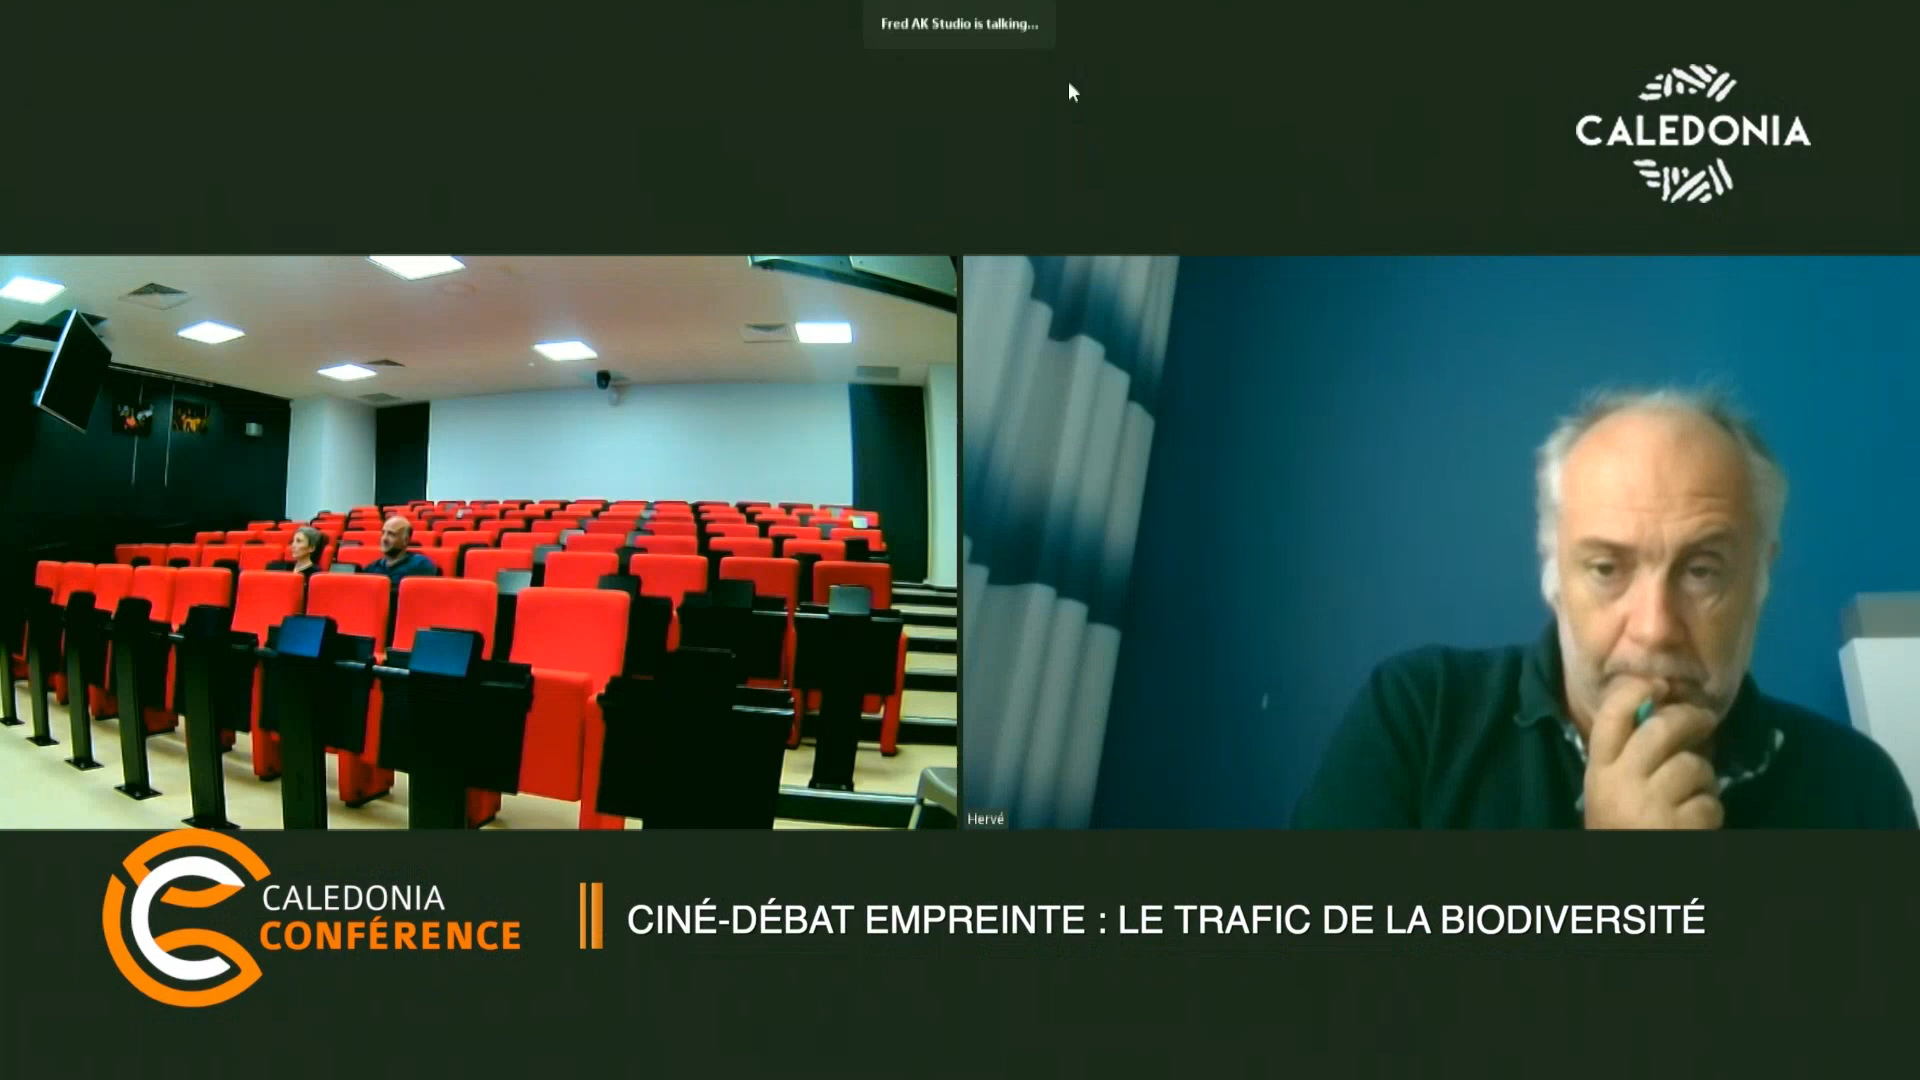 Fred AK Studio is talking...
CALEDONIA
Hervé
CALEDONIA
CONFÉRENCE
CINÉ-DÉBAT EMPREINTE : LE TRAFIC DE LA BIODIVERSITÉ